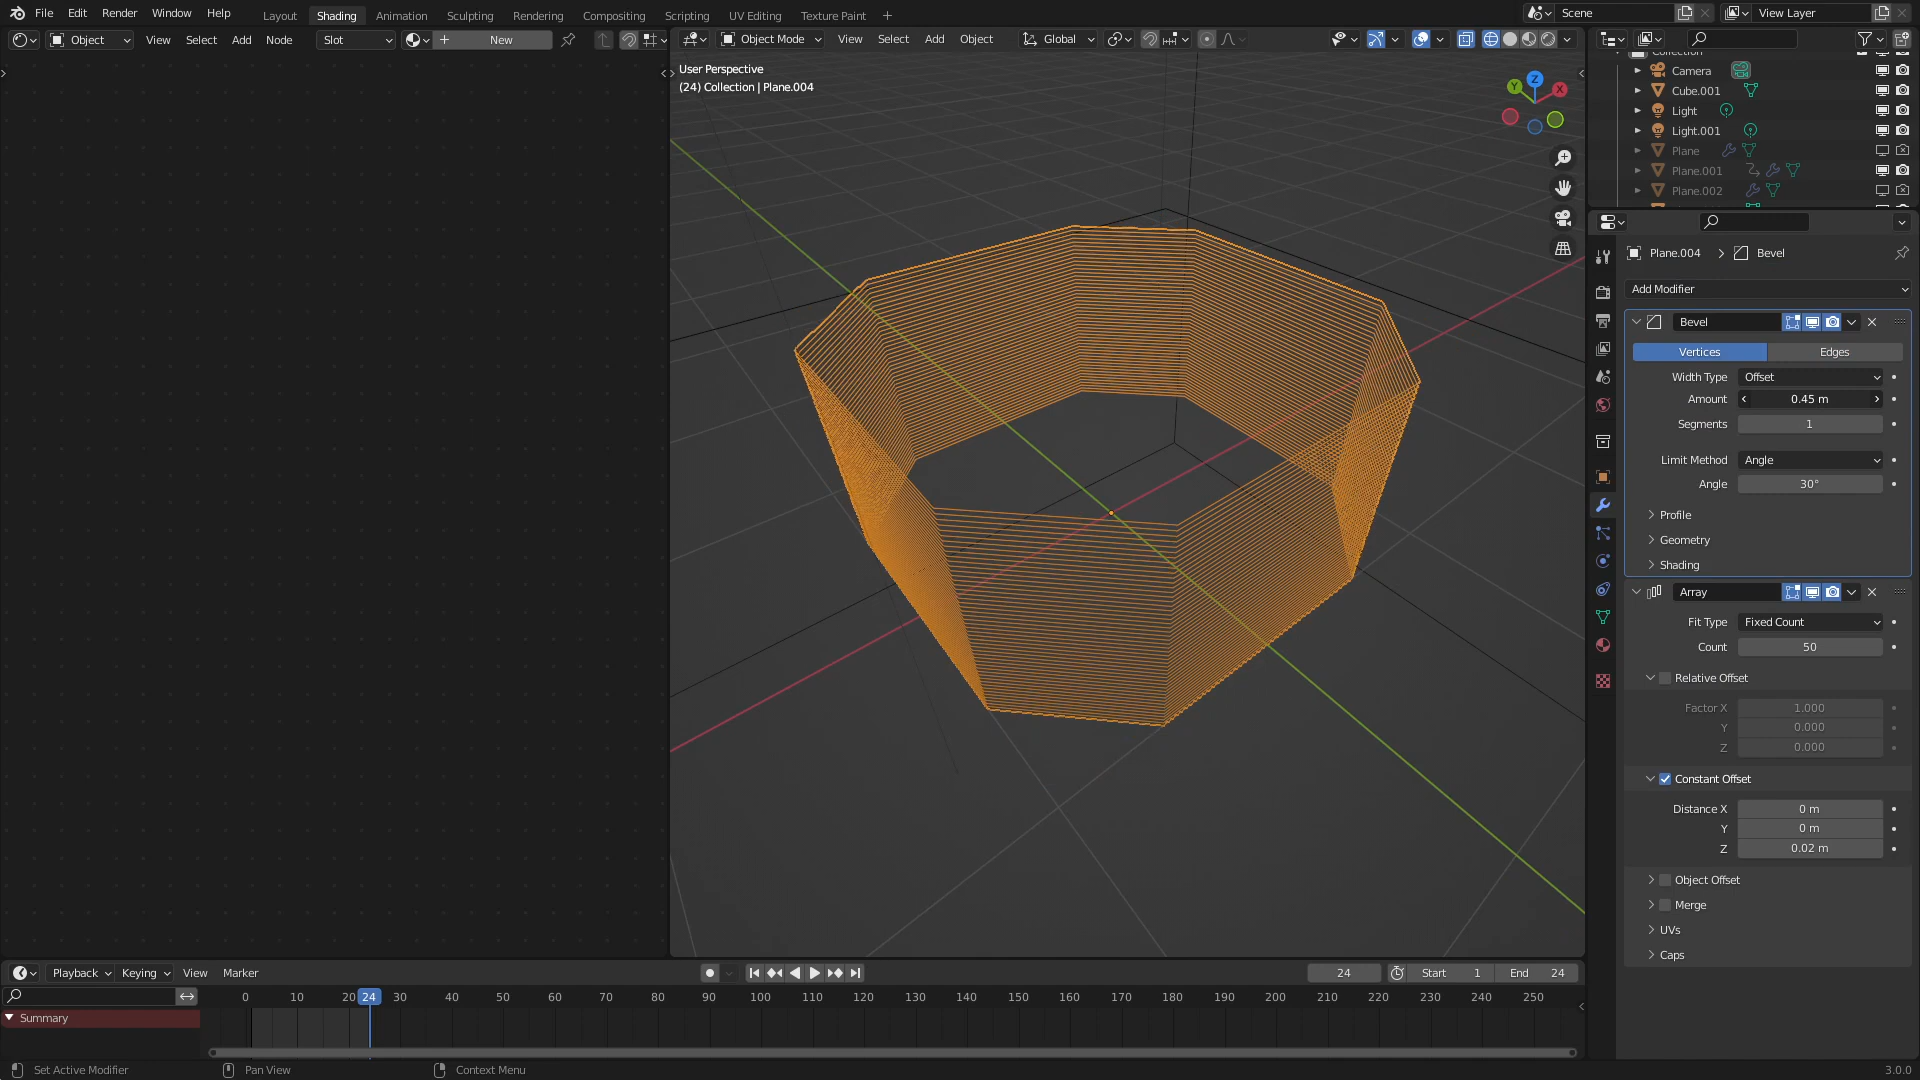 File Edit Render Window Help Layout Shading Animation Sculpting Rendering Compositing Scripting UV Editing Texture Paint + Scene View Layer
Object View Select Add Node Slot New Object Mode View Select Add Object Global
User Perspective
(24) Collection | Plane.004
Z
Y
X
Collection
Camera
Cube.001
Light
Light.001
Plane
Plane.001
Plane.002
Plane.004 > Bevel
Add Modifier
Bevel
Vertices Edges
Width Type Offset
Amount 0.45 m
Segments 1
Limit Method Angle
Angle 30°
Profile
Geometry
Shading
Array
Fit Type Fixed Count
Count 50
Relative Offset
Factor X 1.000
Y 0.000
Z 0.000
Constant Offset
Distance X 0 m
Y 0 m
Z 0.02 m
Object Offset
Merge
UVs
Caps
Playback Keying View Marker 24 Start 1 End 24
0 10 20 24 30 40 50 60 70 80 90 100 110 120 130 140 150 160 170 180 190 200 210 220 230 240 250
Summary
Set Active Modifier Pan View Context Menu 3.0.0